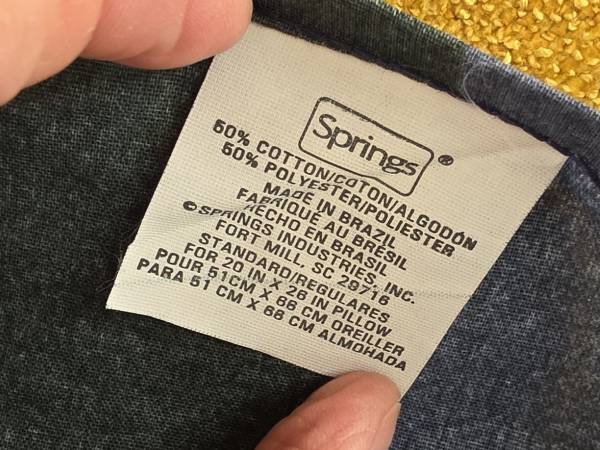 Springs®
50% COTTON/COTON/ALGODÓN
50% POLYESTER/POLIESTER
MADE IN BRAZIL
FABRIQUÉ AU BRÉSIL
HECHO EN BRASIL
© SPRINGS INDUSTRIES, INC.
FORT MILL, SC 29716
STANDARD/REGULARES
FOR 20 IN X 26 IN PILLOW
POUR 51CM X 66 CM OREILLER
PARA 51 CM X 66 CM ALMOHADA